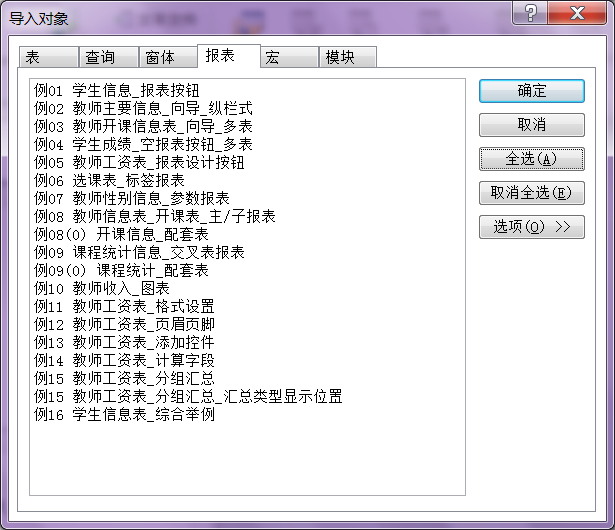 导入对象
表 查询 窗体 报表 宏 模块
例01 学生信息_报表按钮
例02 教师主要信息_向导_纵栏式
例03 教师开课信息表_向导_多表
例04 学生成绩_空报表按钮_多表
例05 教师工资表_报表设计按钮
例06 选课表_标签报表
例07 教师性别信息_参数报表
例08 教师信息表_开课表_主/子报表
例08(0) 开课信息_配套表
例09 课程统计信息_交叉表报表
例09(0) 课程统计_配套表
例10 教师收入_图表
例11 教师工资表_格式设置
例12 教师工资表_页眉页脚
例13 教师工资表_添加控件
例14 教师工资表_计算字段
例15 教师工资表_分组汇总
例15 教师工资表_分组汇总_汇总类型显示位置
例16 学生信息表_综合举例
确定
取消
全选(A)
取消全选(E)
选项(O) >>